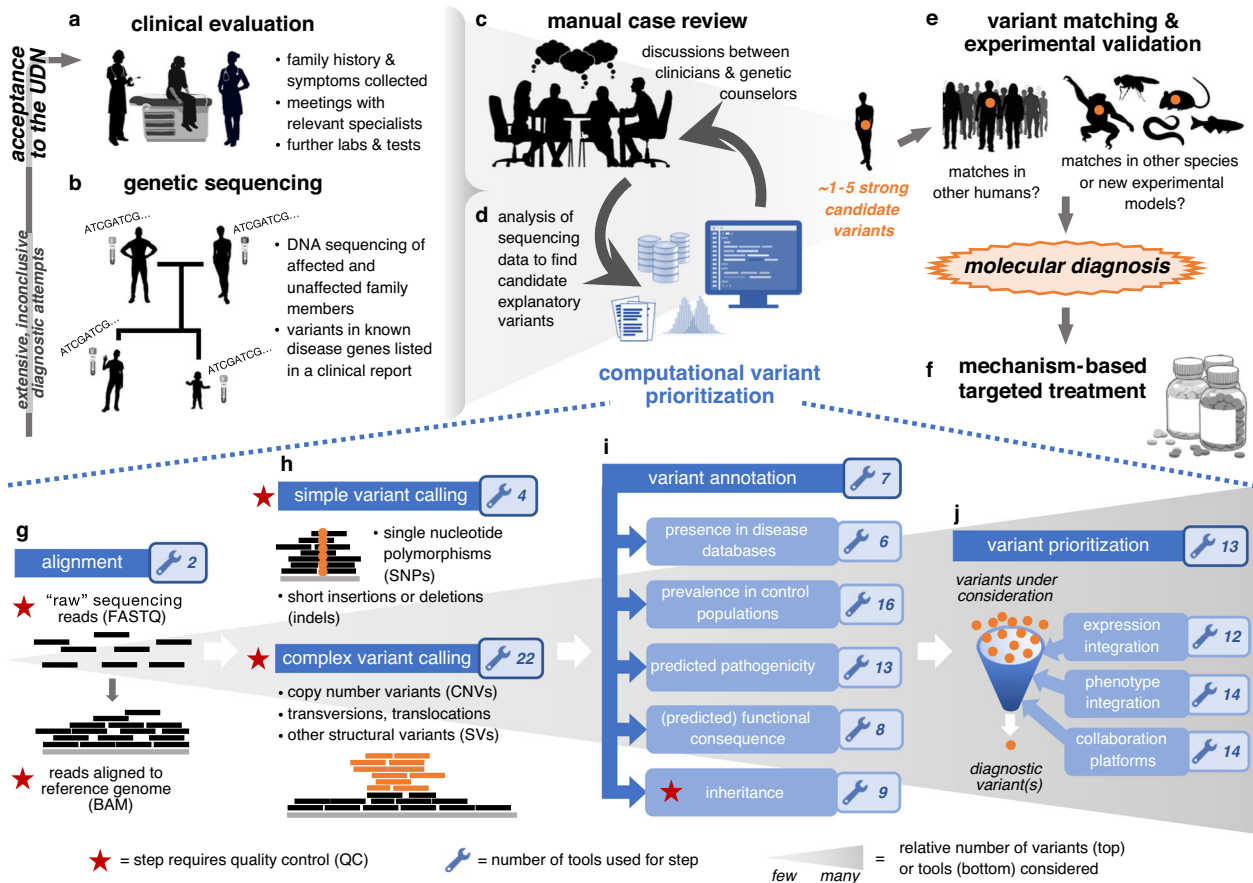 acceptance
to the UDN
extensive, inconclusive
diagnostic attempts
a
clinical evaluation
• family history &
symptoms collected
• meetings with
relevant specialists
• further labs & tests
b
genetic sequencing
ATCGATCG...
ATCGATCG...
ATCGATCG...
ATCGATCG...
• DNA sequencing of
affected and
unaffected family
members
• variants in known
disease genes listed
in a clinical report
c
manual case review
discussions between
clinicians & genetic
counselors
d
analysis of
sequencing
data to find
candidate
explanatory
variants
computational variant
prioritization
~1-5 strong
candidate
variants
e
variant matching &
experimental validation
matches in
other humans?
matches in other species
or new experimental
models?
molecular diagnosis
f
mechanism-based
targeted treatment
g
alignment
2
"raw" sequencing
reads (FASTQ)
reads aligned to
reference genome
(BAM)
h
simple variant calling
4
• single nucleotide
polymorphisms
(SNPs)
• short insertions or deletions
(indels)
complex variant calling
22
• copy number variants (CNVs)
• transversions, translocations
• other structural variants (SVs)
i
variant annotation
7
presence in disease
databases
6
prevalence in control
populations
16
predicted pathogenicity
13
(predicted) functional
consequence
8
inheritance
9
j
variant prioritization
13
variants under
consideration
expression
integration
12
phenotype
integration
14
collaboration
platforms
14
diagnostic
variant(s)
= step requires quality control (QC)
= number of tools used for step
few many
= relative number of variants (top)
or tools (bottom) considered